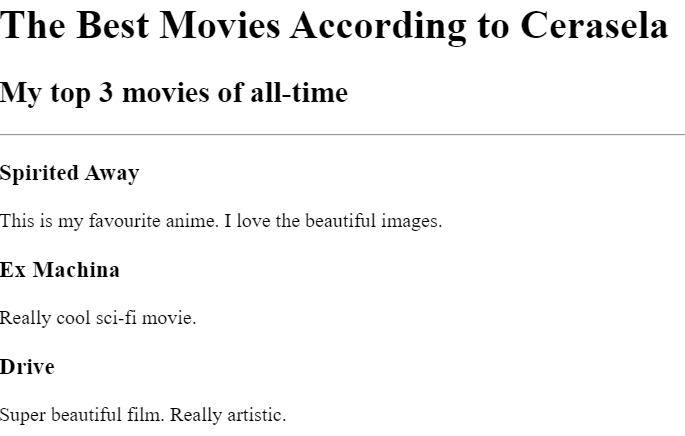 The Best Movies According to Cerasela
My top 3 movies of all-time
Spirited Away
This is my favourite anime. I love the beautiful images.
Ex Machina
Really cool sci-fi movie.
Drive
Super beautiful film. Really artistic.